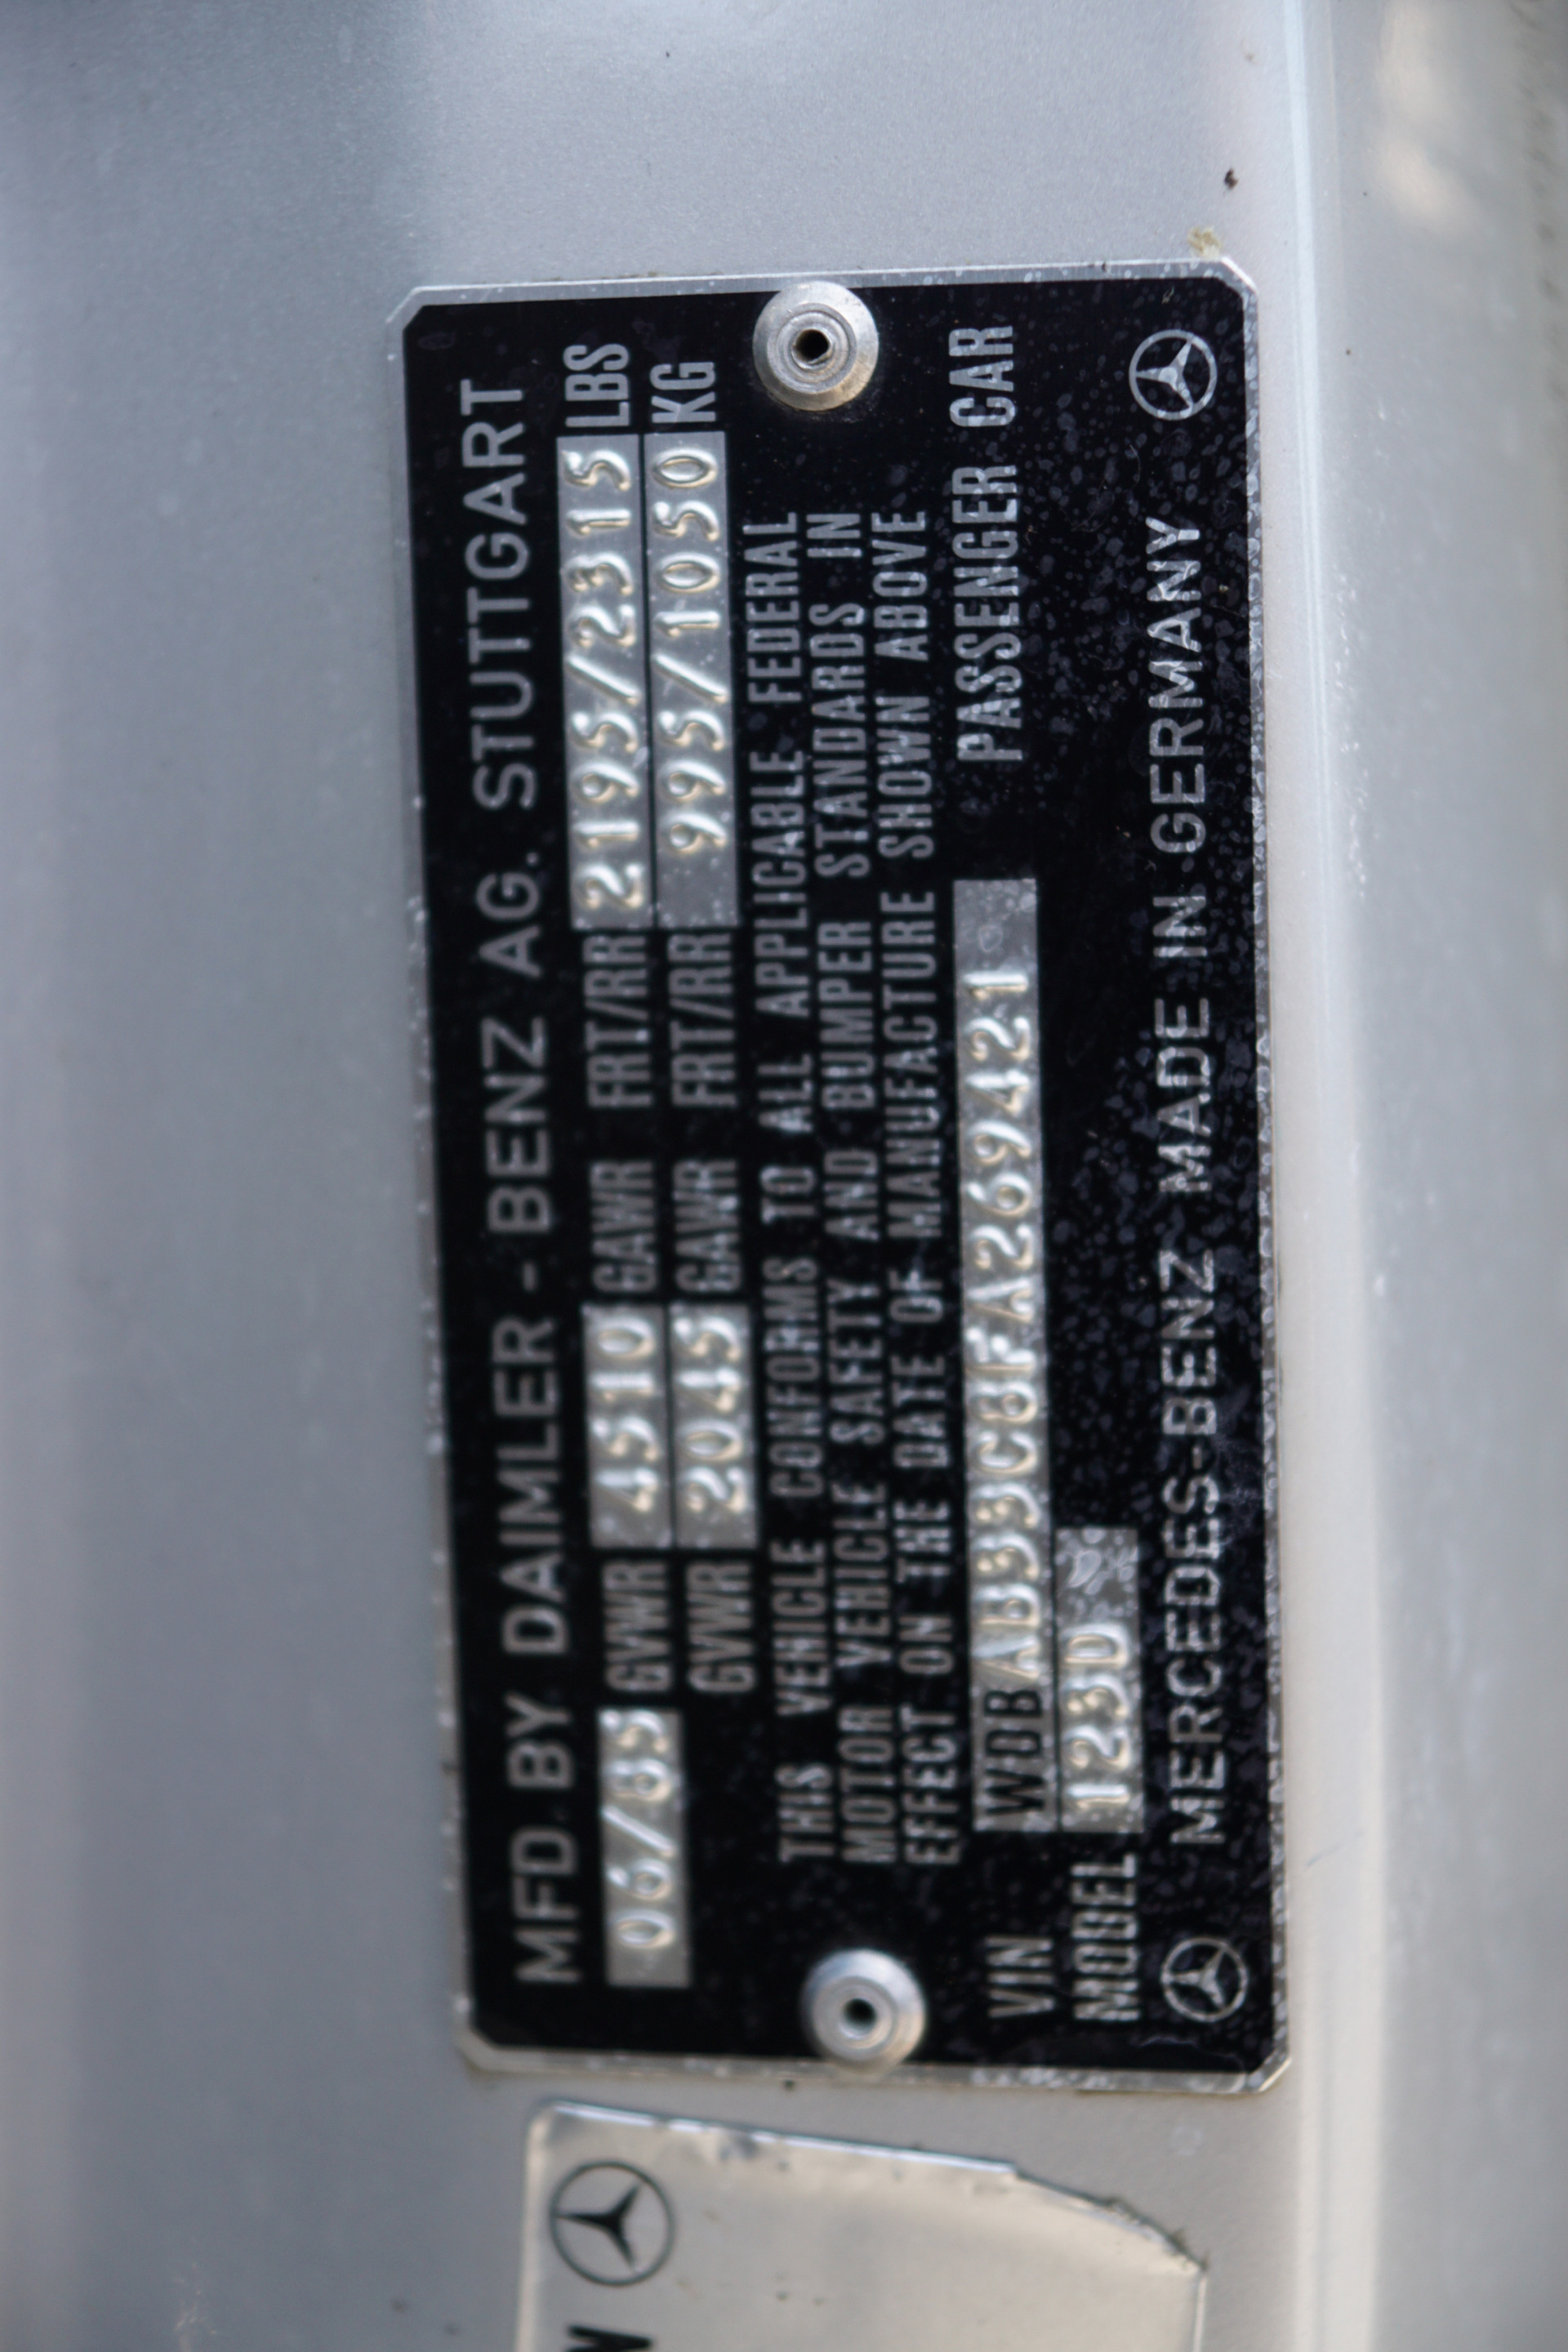 MFD BY DAIMLER - BENZ AG. STUTTGART
06/85 GVWR 4510 GAWR FRT/RR 2195/2315 LBS
GVWR 2045 GAWR FRT/RR 995/1050 KG
THIS VEHICLE CONFORMS TO ALL APPLICABLE FEDERAL
MOTOR VEHICLE SAFETY AND BUMPER STANDARDS IN
EFFECT ON THE DATE OF MANUFACTURE SHOWN ABOVE
VIN WDBAB33C8FA269421 PASSENGER CAR
MODEL 123D
MERCEDES-BENZ MADE IN GERMANY